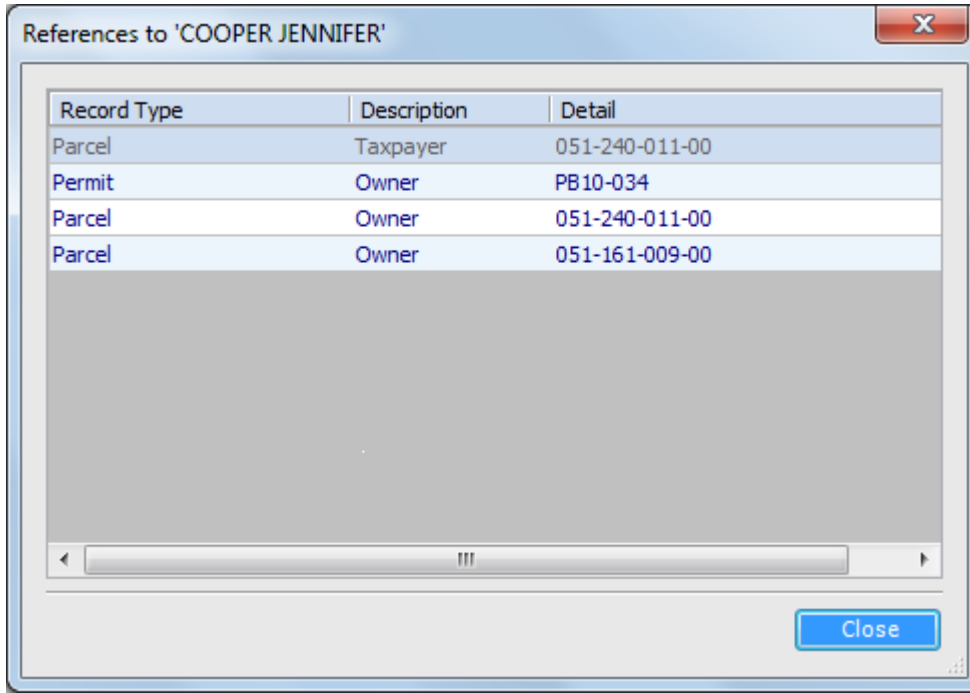 References to 'COOPER JENNIFER'
Record Type Description Detail
Parcel Taxpayer 051-240-011-00
Permit Owner PB10-034
Parcel Owner 051-240-011-00
Parcel Owner 051-161-009-00
Close